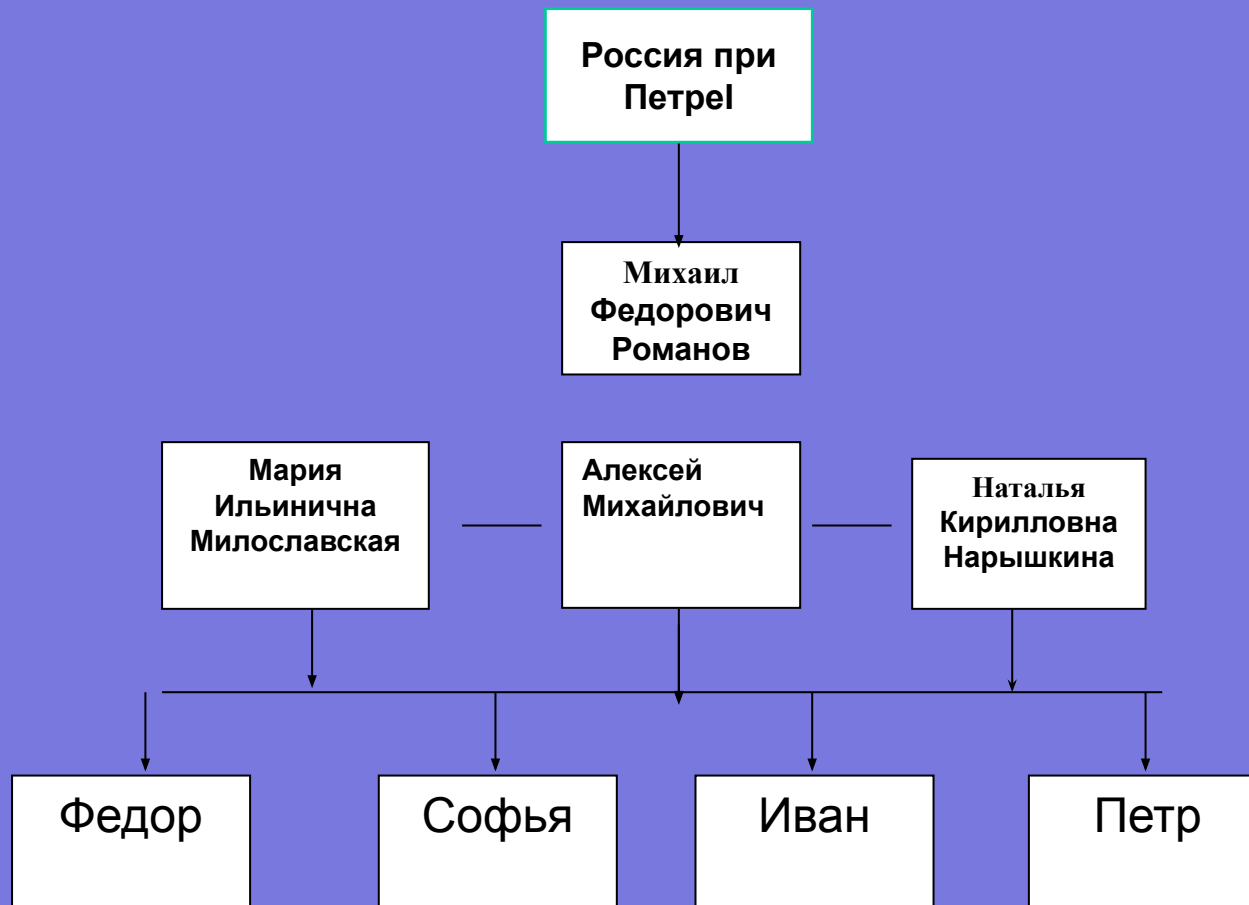 Россия при
ПетреI
Михаил
Федорович
Романов
Мария
Ильинична
Милославская
Алексей
Михайлович
Наталья
Кирилловна
Нарышкина
Федор
Софья
Иван
Петр